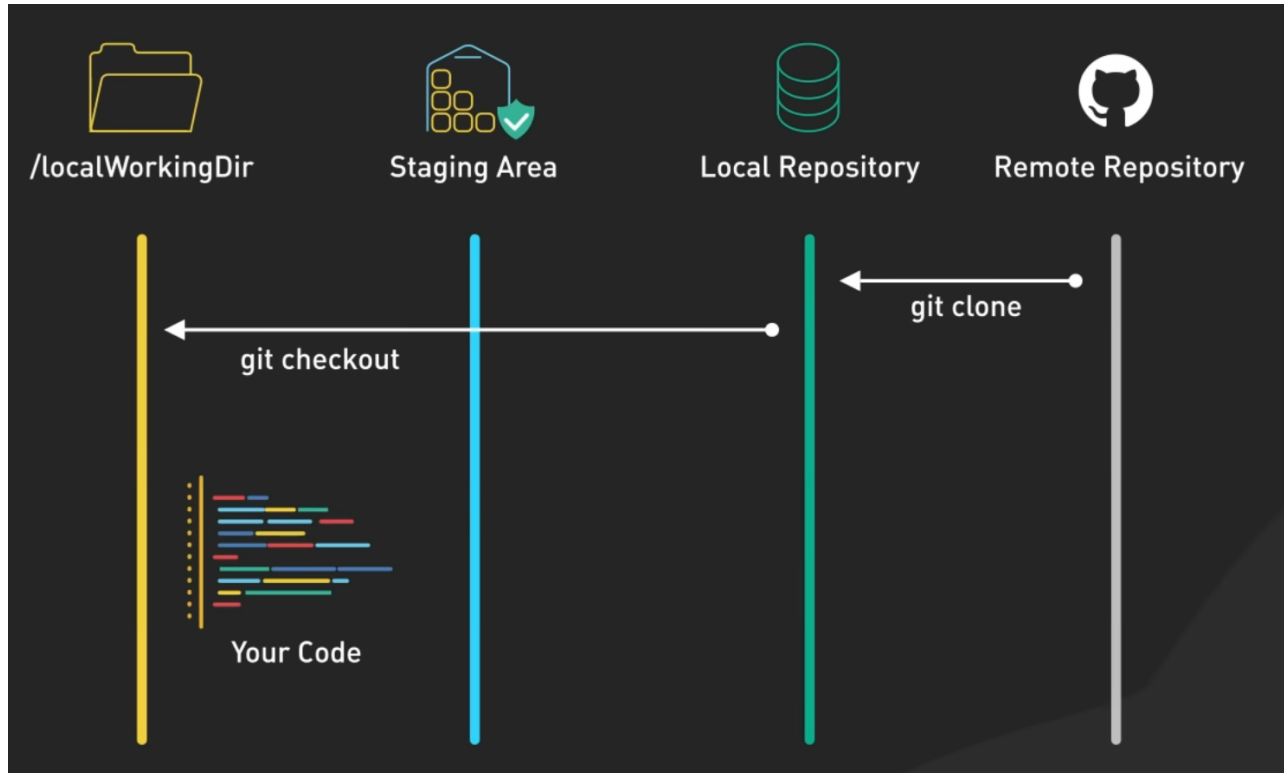 /localWorkingDir
Staging Area
Local Repository
Remote Repository
git clone
git checkout
Your Code